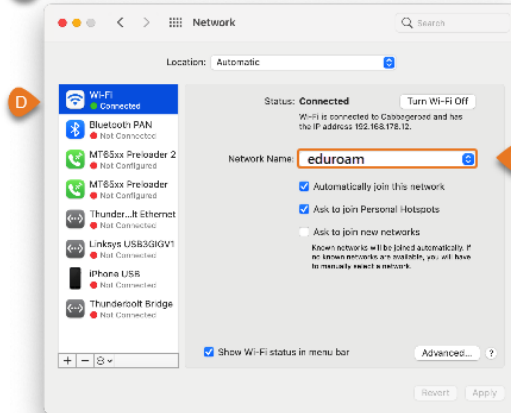 Network
Search
Location: Automatic
D
Wi-Fi
Connected
Bluetooth PAN
Not Connected
MT65xx Preloader 2
Not Configured
MT65xx Preloader
Not Configured
Thunder...lt Ethernet
Not Connected
Linksys USB3GIGV1
Not Connected
iPhone USB
Not Connected
Thunderbolt Bridge
Not Connected
Status: Connected
Turn Wi-Fi Off
Wi-Fi is connected to Cabbageroad and has
the IP address 192.168.178.12.
Network Name: eduroam
Automatically join this network
Ask to join Personal Hotspots
Ask to join new networks
Known networks will be joined automatically. If
no known networks are available, you will have
to manually select a network.
Show Wi-Fi status in menu bar
Advanced...
?
Revert
Apply